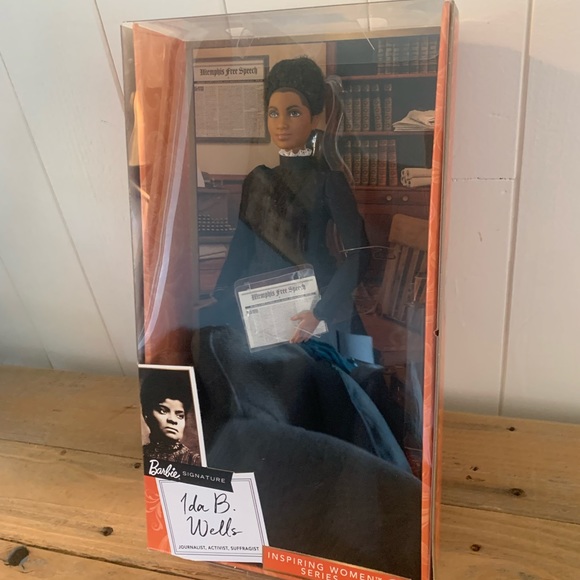 Memphis Free Speech
Memphis Free Speech
Barbie SIGNATURE
Ida B.
Wells
JOURNALIST, ACTIVIST, SUFFRAGIST
INSPIRING WOMEN
SERIES